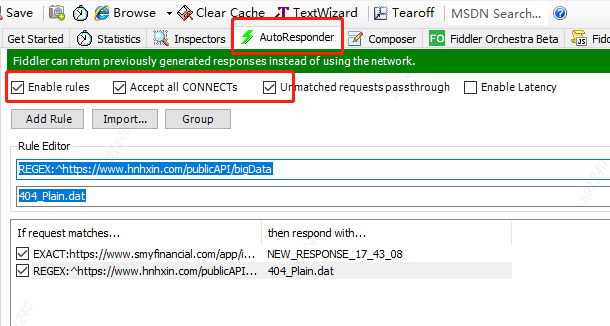 Save Browse Clear Cache TextWizard Tearoff MSDN Search...
Get Started Statistics Inspectors AutoResponder Composer Fiddler Orchestra Beta
Fiddler can return previously generated responses instead of using the network.
Enable rules Accept all CONNECTs Unmatched requests passthrough Enable Latency
Add Rule Import... Group
Rule Editor
REGEX:^https://www.hnhxin.com/publicAPI/bigData
404_Plain.dat
If request matches... then respond with...
EXACT:https://www.smyfinancial.com/app/i... NEW_RESPONSE_17_43_08
REGEX:^https://www.hnhxin.com/publicAPI... 404_Plain.dat